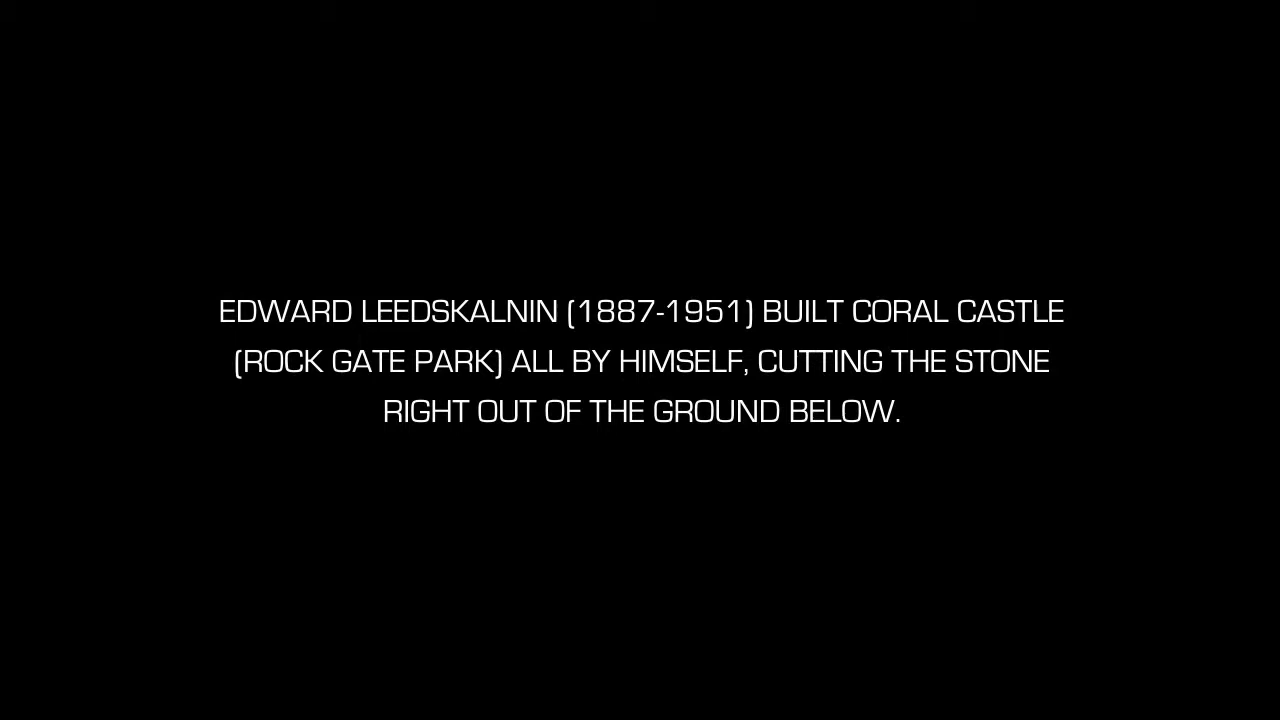 EDWARD LEEDSKALNIN (1887-1951) BUILT CORAL CASTLE
(ROCK GATE PARK) ALL BY HIMSELF, CUTTING THE STONE
RIGHT OUT OF THE GROUND BELOW.